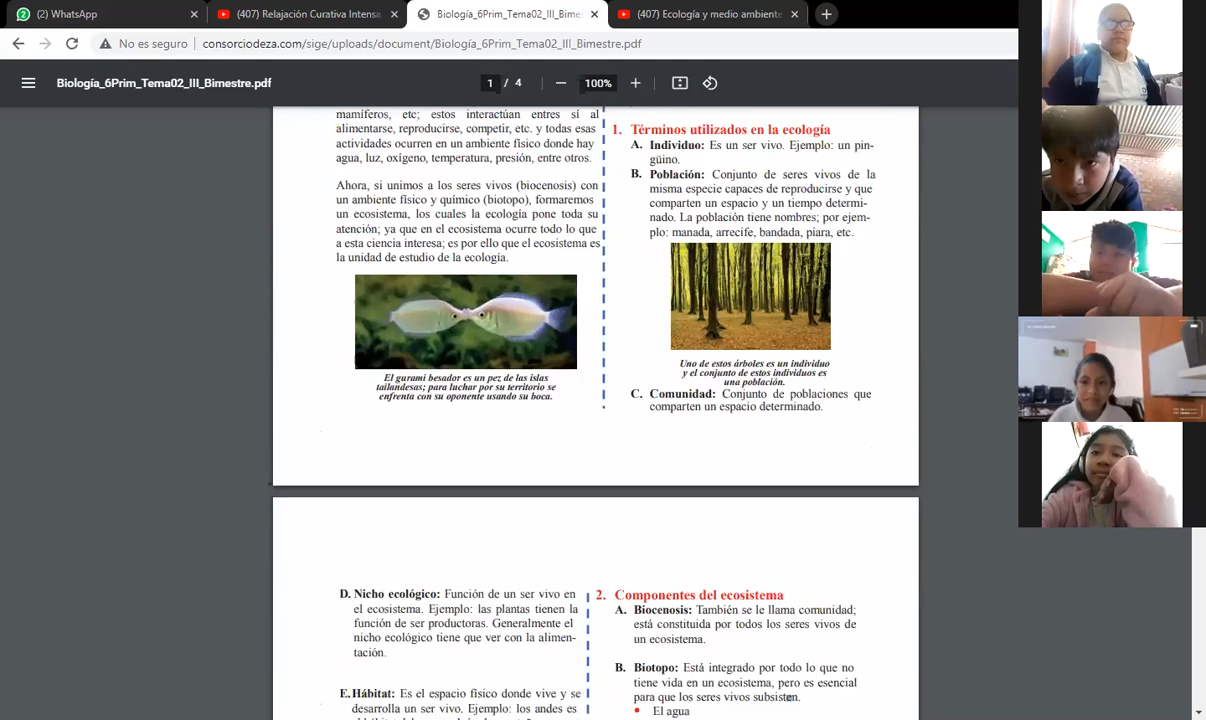 (2) WhatsApp
(407) Relajación Curativa Intensa
Biología_6Prim_Tema02_III_Bime
(407) Ecología y medio ambiente
No es seguro
consorciodeza.com/sige/uploads/document/Biología_6Prim_Tema02_III_Bimestre.pdf
Biología_6Prim_Tema02_III_Bimestre.pdf
1 / 4
100%
mamíferos, etc; estos interactúan entres sí al
alimentarse, reproducirse, competir, etc. y todas esas
actividades ocurren en un ambiente físico donde hay
agua, luz, oxígeno, temperatura, presión, entre otros.
Ahora, si unimos a los seres vivos (biocenosis) con
un ambiente físico y químico (biotopo), formaremos
un ecosistema, los cuales la ecología pone toda su
atención; ya que en el ecosistema ocurre todo lo que
a esta ciencia interesa; es por ello que el ecosistema es
la unidad de estudio de la ecología.
El gurami besador es un pez de las islas
tailandesas; para luchar por su territorio se
enfrenta con su oponente usando su boca.
1. Términos utilizados en la ecología
A. Individuo: Es un ser vivo. Ejemplo: un pin-
güino.
B. Población: Conjunto de seres vivos de la
misma especie capaces de reproducirse y que
comparten un espacio y un tiempo determi-
nado. La población tiene nombres; por ejem-
plo: manada, arrecife, bandada, piara, etc.
Uno de estos árboles es un individuo
y el conjunto de estos individuos es
una población.
C. Comunidad: Conjunto de poblaciones que
comparten un espacio determinado.
D. Nicho ecológico: Función de un ser vivo en
el ecosistema. Ejemplo: las plantas tienen la
función de ser productoras. Generalmente el
nicho ecológico tiene que ver con la alimen-
tación.
E. Hábitat: Es el espacio físico donde vive y se
desarrolla un ser vivo. Ejemplo: los andes es
2. Componentes del ecosistema
A. Biocenosis: También se le llama comunidad;
está constituida por todos los seres vivos de
un ecosistema.
B. Biotopo: Está integrado por todo lo que no
tiene vida en un ecosistema, pero es esencial
para que los seres vivos subsisten.
• El agua